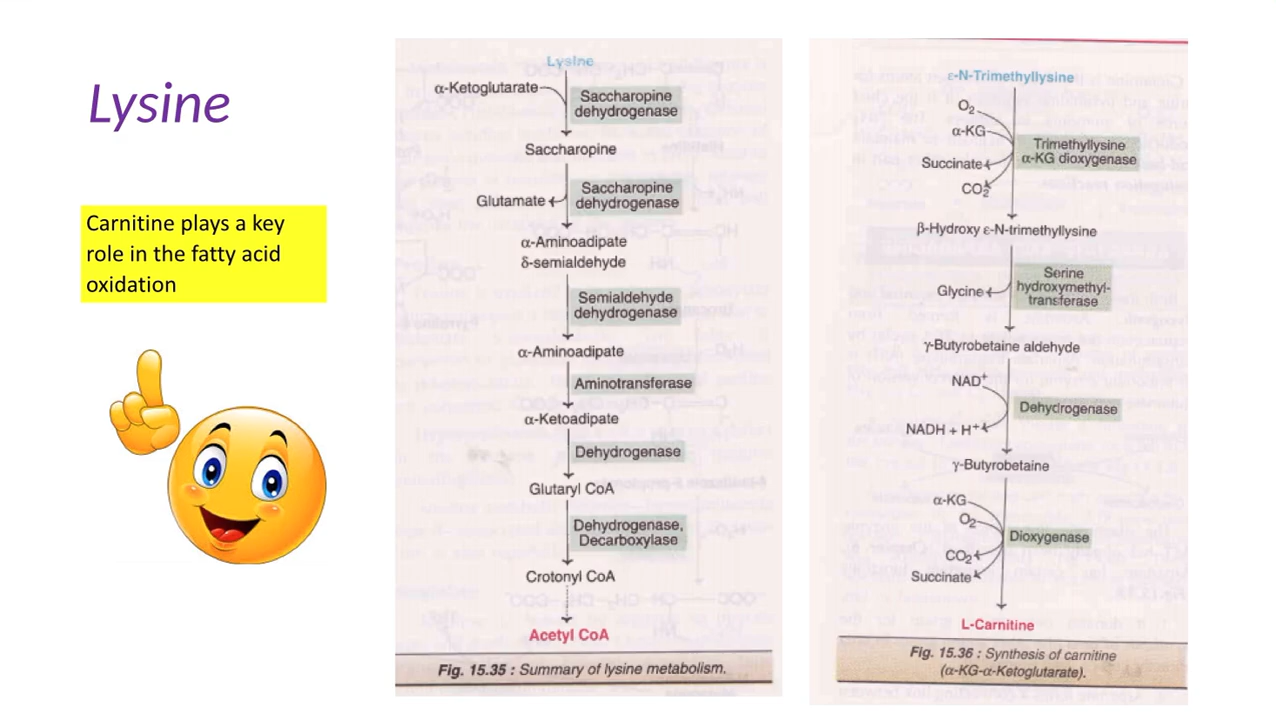 Lysine
Carnitine plays a key
role in the fatty acid
oxidation
Lysine
α-Ketoglutarate
Saccharopine
dehydrogenase
Saccharopine
Glutamate
Saccharopine
dehydrogenase
α-Aminoadipate
δ-semialdehyde
Semialdehyde
dehydrogenase
α-Aminoadipate
Aminotransferase
α-Ketoadipate
Dehydrogenase
Glutaryl CoA
Dehydrogenase,
Decarboxylase
Crotonyl CoA
Acetyl CoA
Fig. 15.35 : Summary of lysine metabolism.
ε-N-Trimethyllysine
O₂
α-KG
Succinate
CO₂
Trimethyllysine
α-KG dioxygenase
β-Hydroxy ε-N-trimethyllysine
Glycine
Serine
hydroxymethyl-
transferase
γ-Butyrobetaine aldehyde
NAD⁺
Dehydrogenase
NADH + H⁺
γ-Butyrobetaine
α-KG
O₂
Dioxygenase
CO₂
Succinate
L-Carnitine
Fig. 15.36 : Synthesis of carnitine
(α-KG-α-Ketoglutarate).